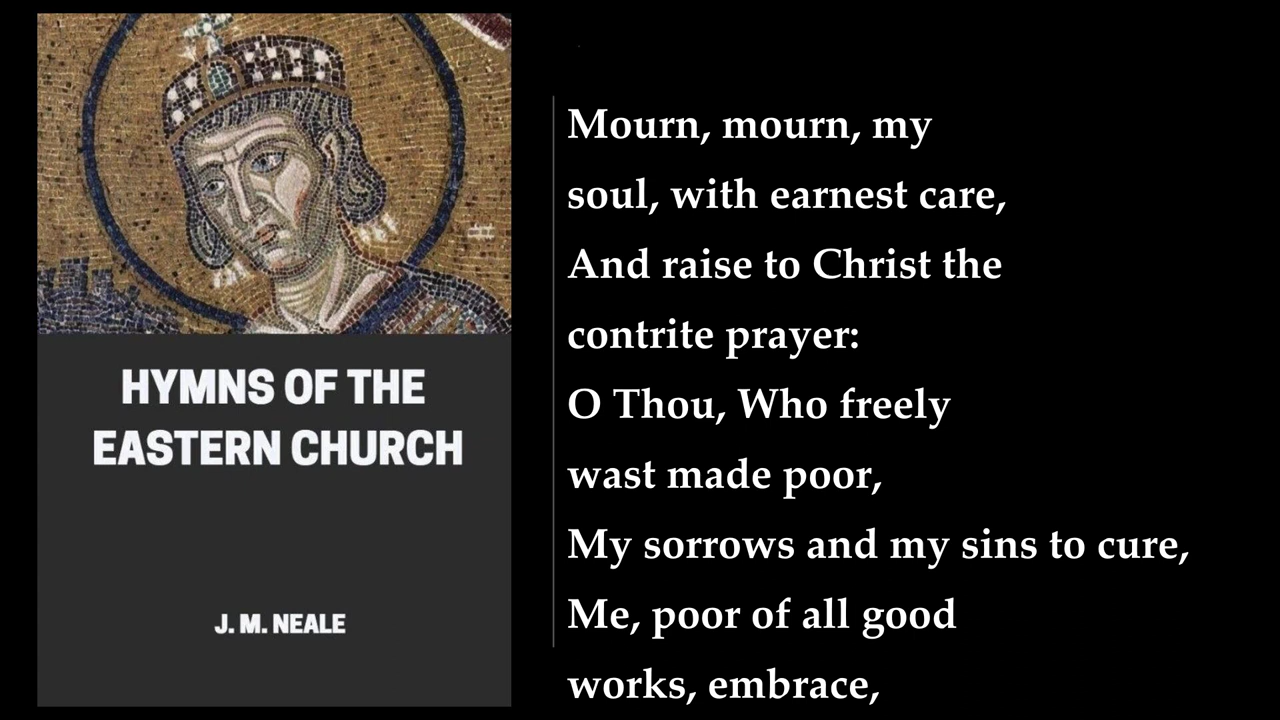 HYMNS OF THE
EASTERN CHURCH
J. M. NEALE
Mourn, mourn, my
soul, with earnest care,
And raise to Christ the
contrite prayer:
O Thou, Who freely
wast made poor,
My sorrows and my sins to cure,
Me, poor of all good
works, embrace,